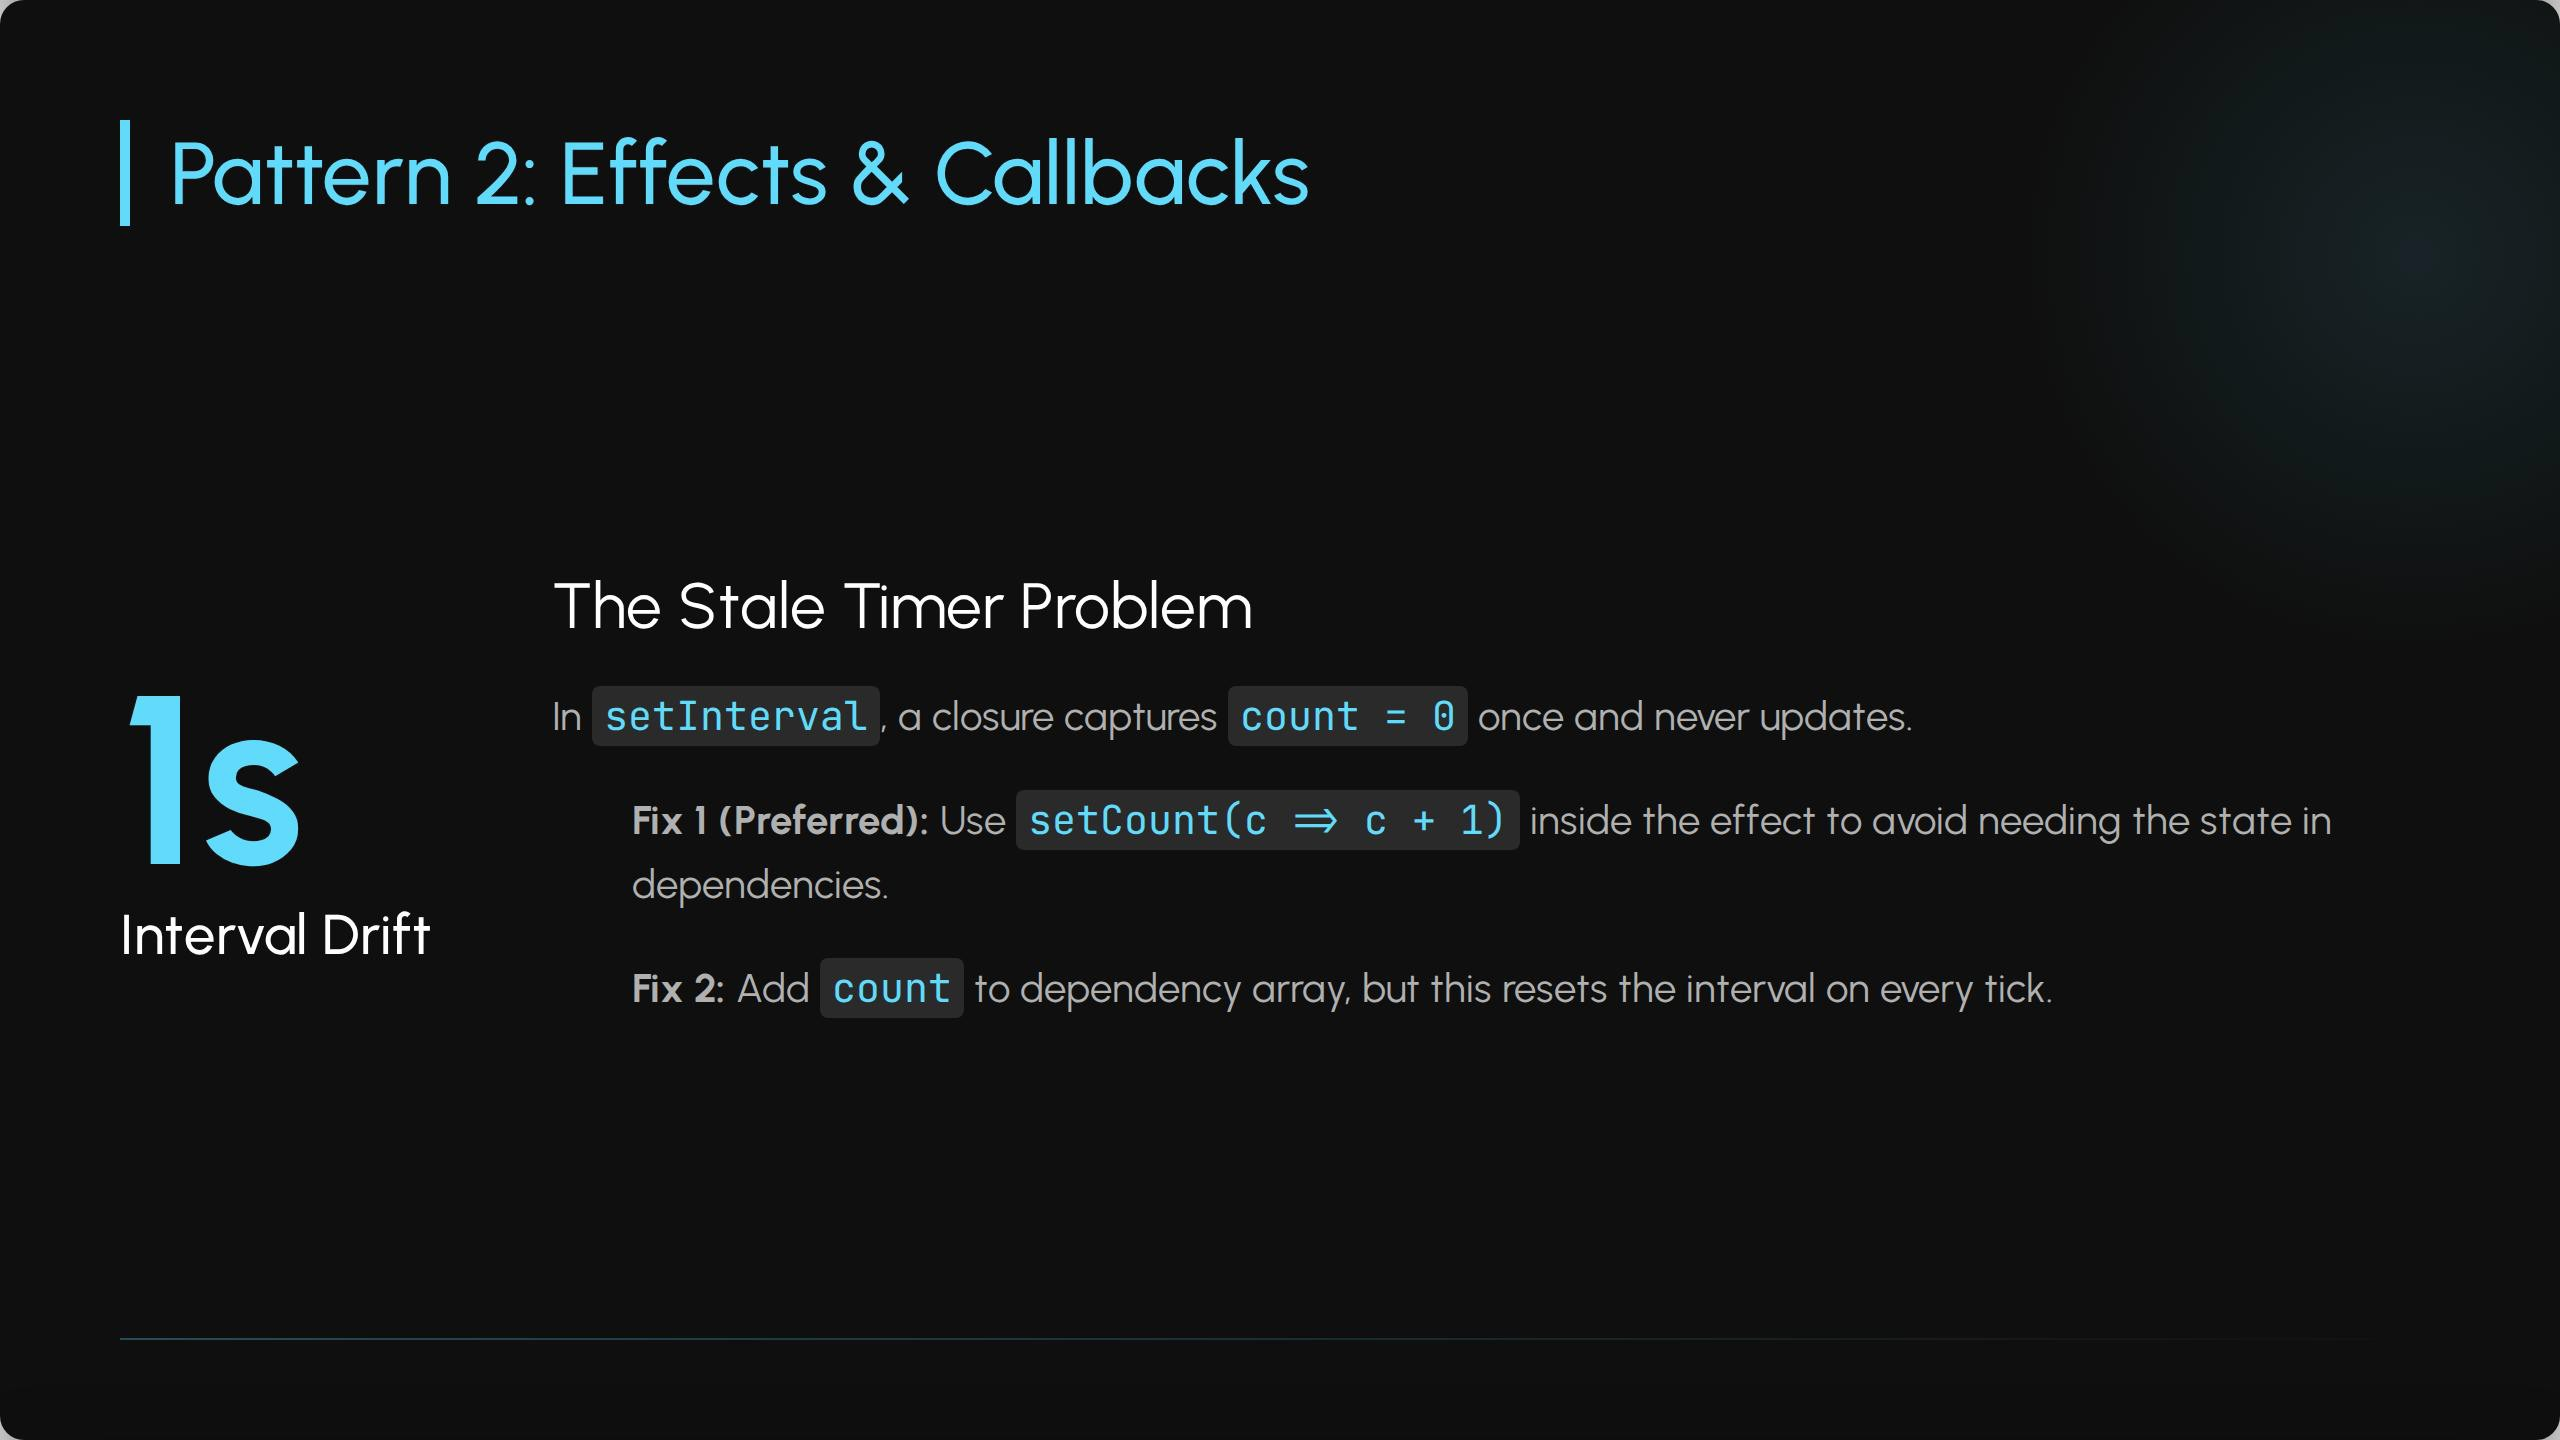 Pattern 2: Effects & Callbacks
The Stale Timer Problem
1s
Interval Drift
In setInterval, a closure captures count = 0 once and never updates.
Fix 1 (Preferred): Use setCount(c => c + 1) inside the effect to avoid needing the state in
dependencies.
Fix 2: Add count to dependency array, but this resets the interval on every tick.